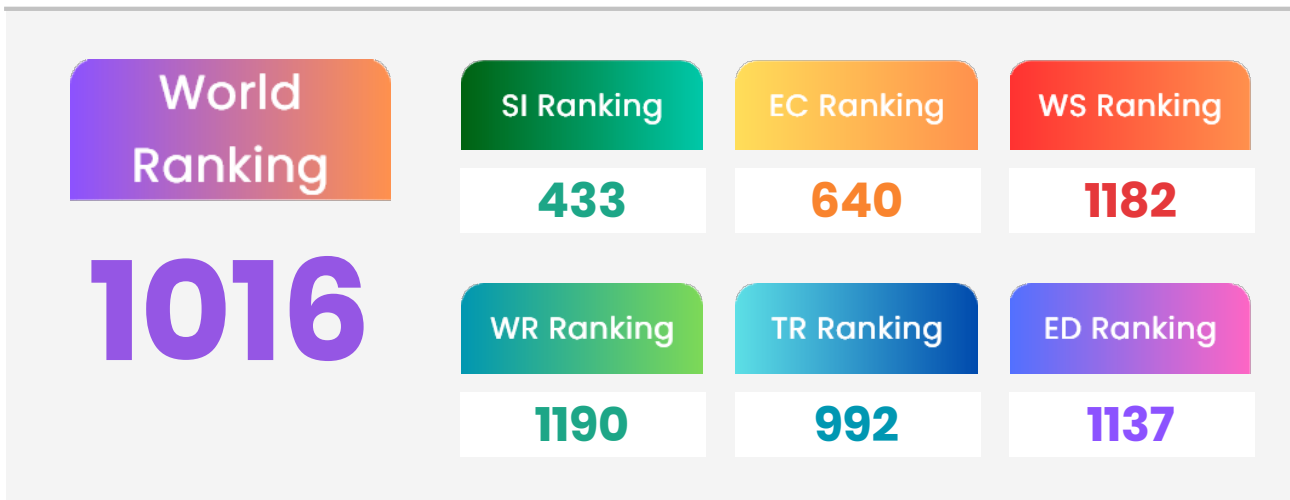 World
Ranking
1016
SI Ranking
433
EC Ranking
640
WS Ranking
1182
WR Ranking
1190
TR Ranking
992
ED Ranking
1137